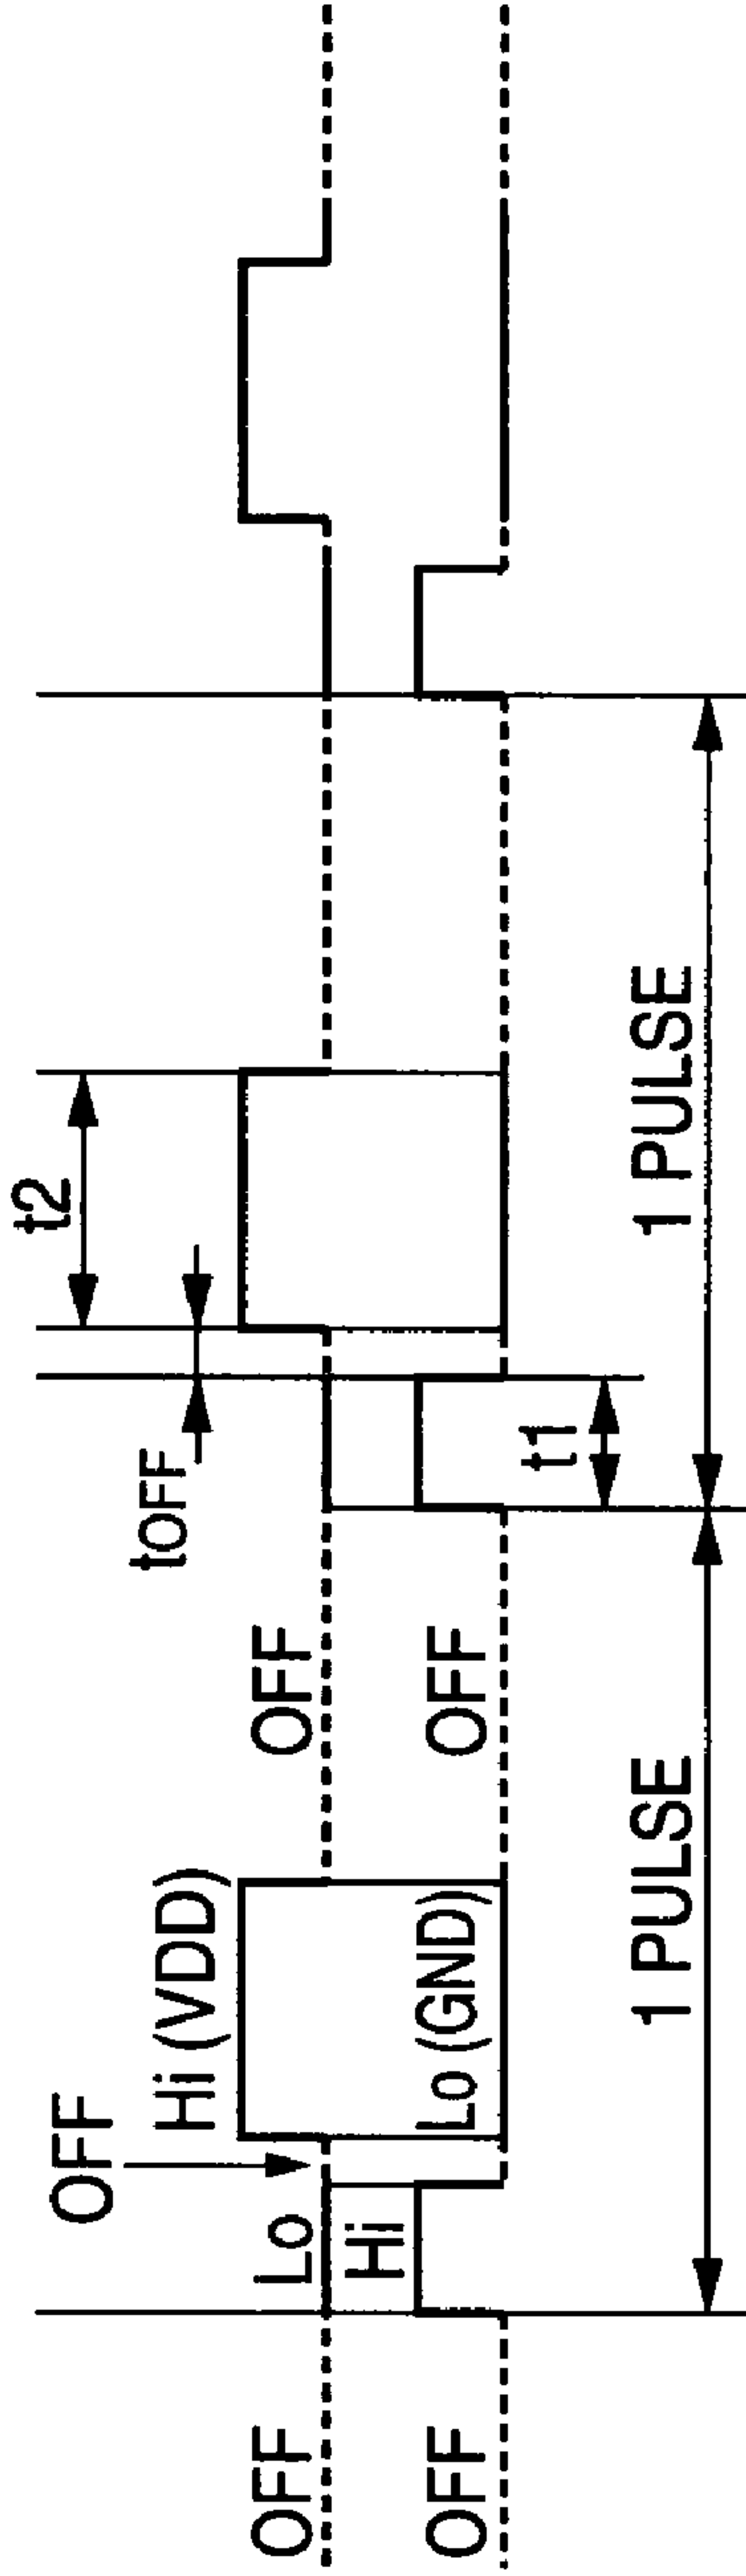 OFF
Hi (VDD)
tOFF
t2
OFF
Lo
OFF
Hi
OFF
Lo (GND)
OFF
t1
1 PULSE
1 PULSE